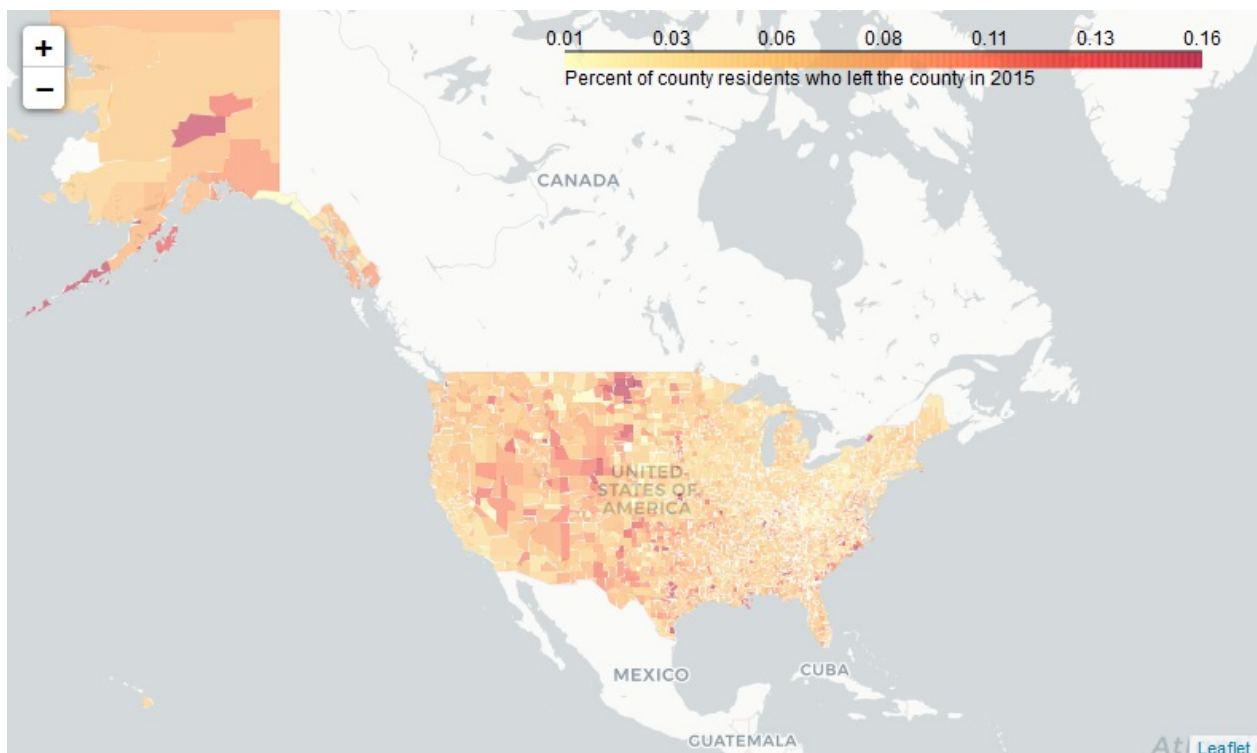 +
−
0.01 0.03 0.06 0.08 0.11 0.13 0.16
Percent of county residents who left the county in 2015
CANADA
UNITED
STATES OF
AMERICA
MEXICO
CUBA
GUATEMALA
Leaflet